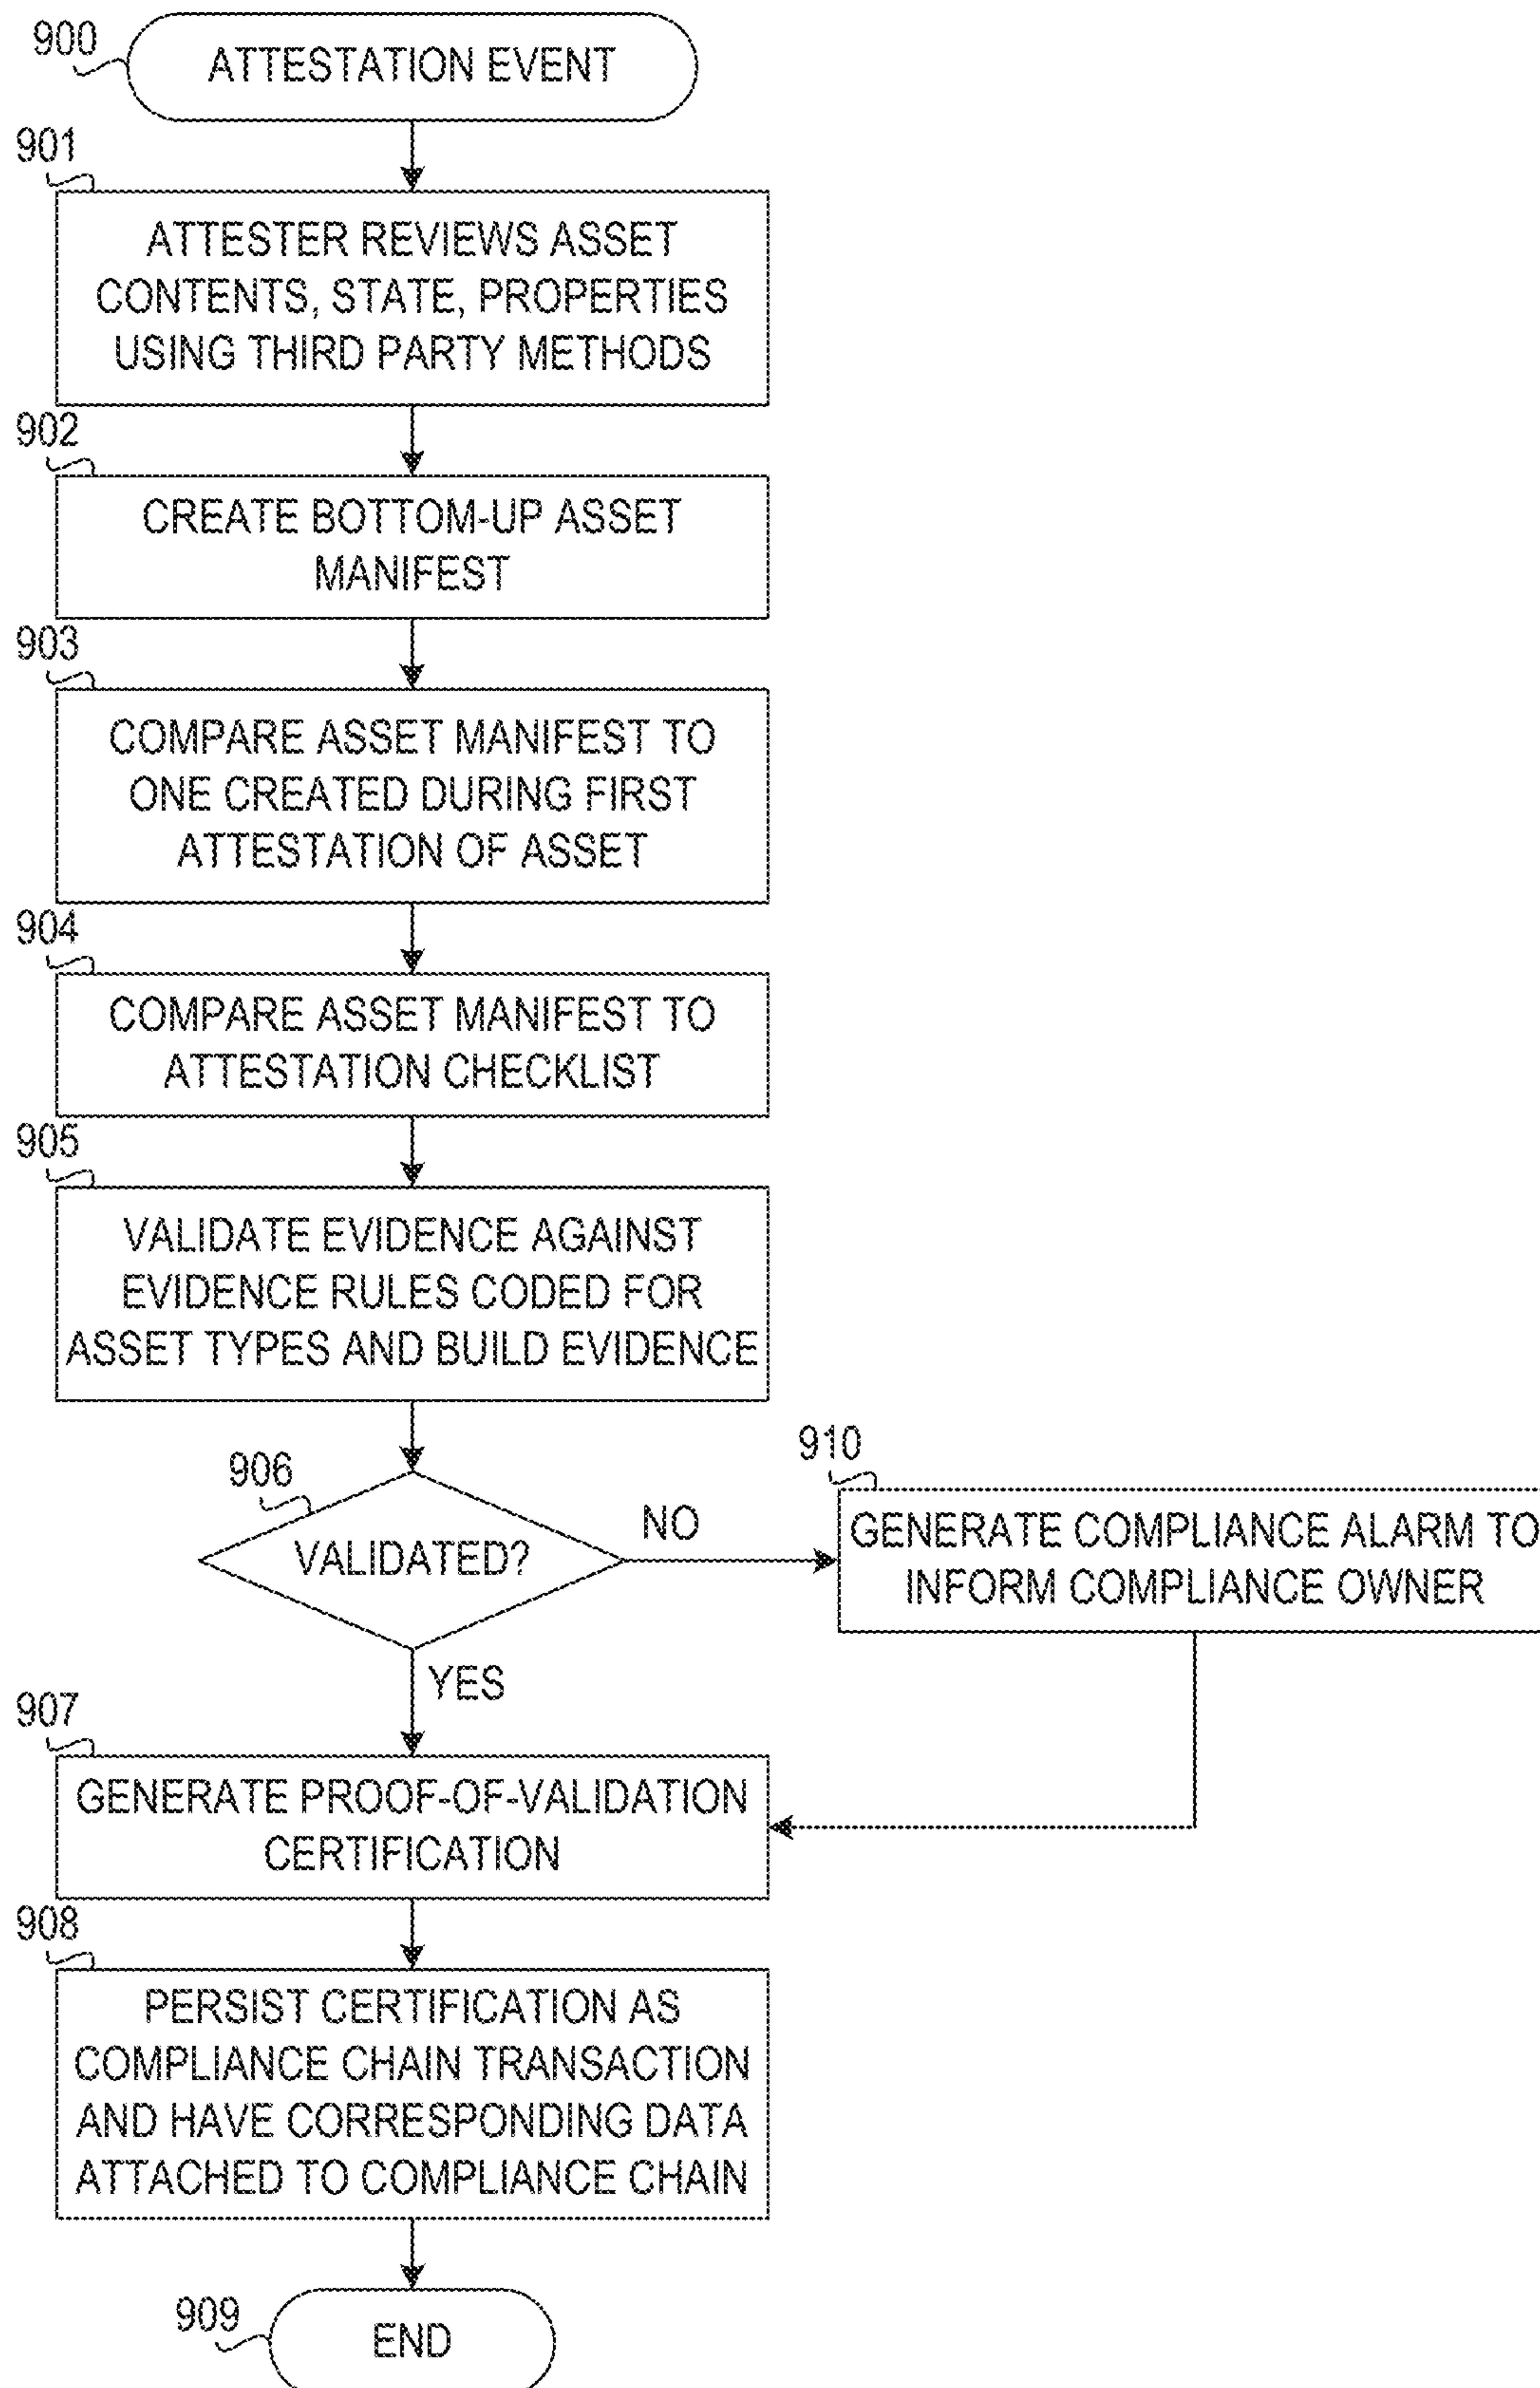 900
ATTESTATION EVENT
901
ATTESTER REVIEWS ASSET
CONTENTS, STATE, PROPERTIES
USING THIRD PARTY METHODS
902
CREATE BOTTOM-UP ASSET
MANIFEST
903
COMPARE ASSET MANIFEST TO
ONE CREATED DURING FIRST
ATTESTATION OF ASSET
904
COMPARE ASSET MANIFEST TO
ATTESTATION CHECKLIST
905
VALIDATE EVIDENCE AGAINST
EVIDENCE RULES CODED FOR
ASSET TYPES AND BUILD EVIDENCE
906
VALIDATED?
NO
910
GENERATE COMPLIANCE ALARM TO
INFORM COMPLIANCE OWNER
YES
907
GENERATE PROOF-OF-VALIDATION
CERTIFICATION
908
PERSIST CERTIFICATION AS
COMPLIANCE CHAIN TRANSACTION
AND HAVE CORRESPONDING DATA
ATTACHED TO COMPLIANCE CHAIN
909
END